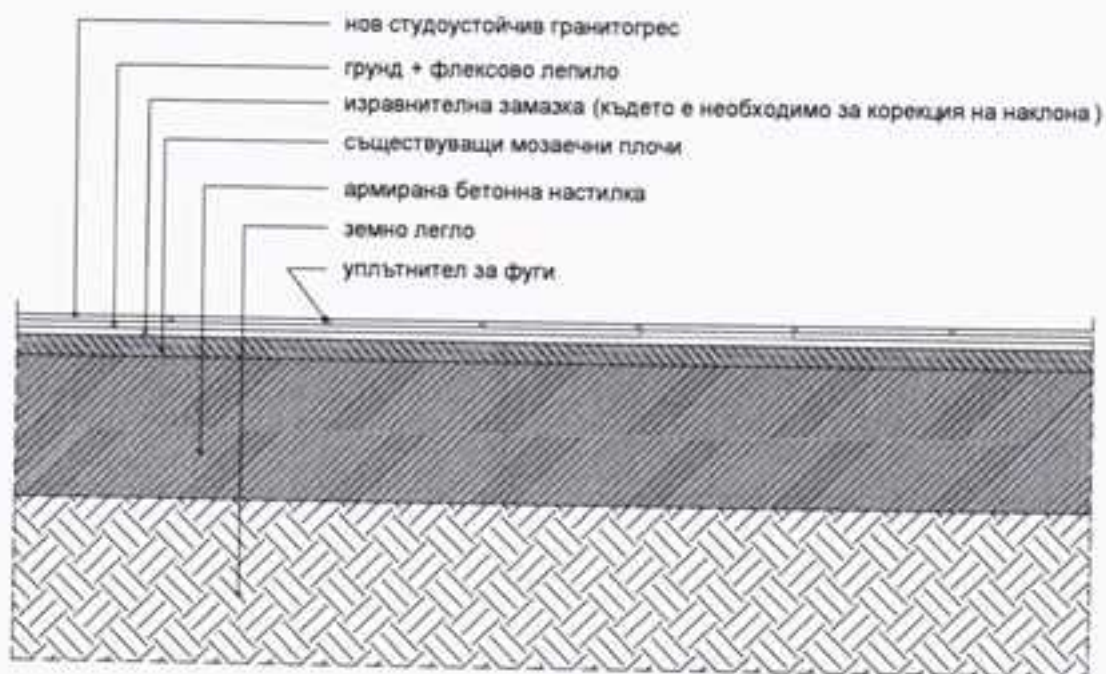 нов студоустойчив гранитогрес
грунд + флексово лепило
изравнителна замазка (където е необходимо за корекция на наклона )
съществуващи мозаечни плочи
армирана бетонна настилка
земно легло
уплътнител за фуги